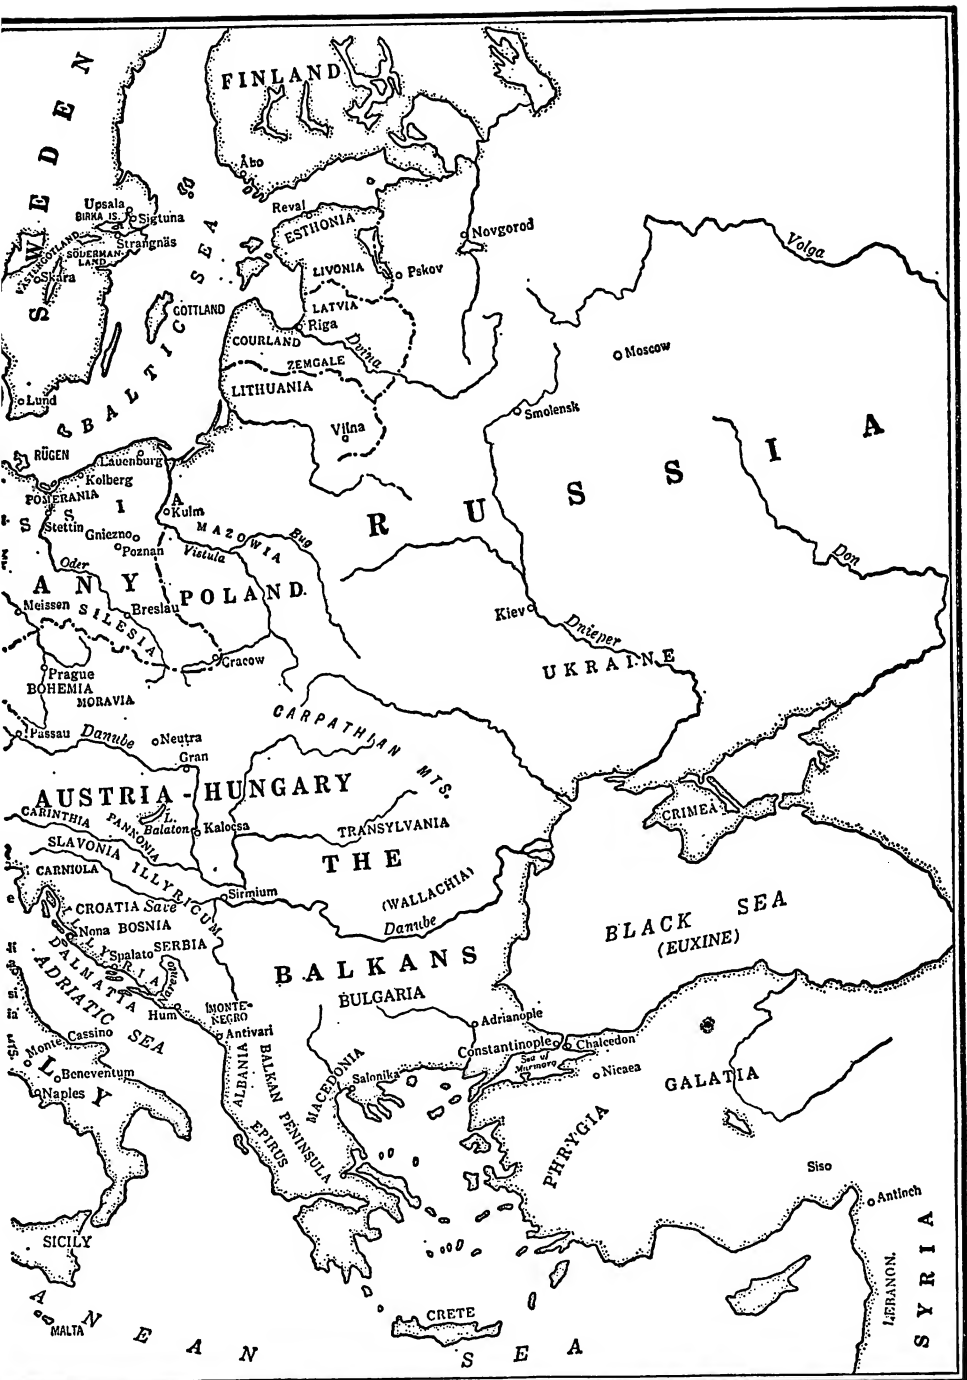 SWEDEN
FINLAND
Åbo
Upsala
BIRKA IS.
Sigtuna
Strangnäs
VÄSTERGOTLAND
SÖDERMAN-
LAND
Skara
GOTTLAND
BALTIC SEA
Reval
ESTHONIA
Novgorod
Pskov
LIVONIA
LATVIA
Riga
COURLAND
Dvina
ZEMGALE
LITHUANIA
Vilna
Volga
Moscow
Smolensk
RUSSIA
Lund
RÜGEN
Lauenburg
Kolberg
POMERANIA
S S I A
Stettin
Kulm
Gniezno
Poznan
MAZOWIA
Bug
Vistula
Oder
ANY
POLAND.
Meissen
SILESIA
Breslau
Cracow
Don
Kiev
Dnieper
UKRAINE
Prague
BOHEMIA
MORAVIA
Passau
Danube
Neutra
Gran
CARPATHIAN MTS.
AUSTRIA-HUNGARY
CARINTHIA
PANNONIA
L.
Balaton
Kalocsa
TRANSYLVANIA
CRIMEA
SLAVONIA
ILLYRICUM
THE
CARNIOLA
Sirmium
(WALLACHIA)
Danube
CROATIA
Save
BLACK SEA
(EUXINE)
Nona
BOSNIA
ILLYRIA
Spalato
SERBIA
DALMATIA
Narenta
BALKANS
BULGARIA
ADRIATIC SEA
Hum
MONTE-
NEGRO
Antivari
Adrianople
Constantinople
Chalcedon
Sea of
Marmora
Nicaea
GALATIA
Monte Cassino
LY
Beneventum
Naples
ALBANIA
BALKAN PENINSULA
MACEDONIA
Salonika
EPIRUS
PHRYGIA
Siso
Antioch
SICILY
LEBANON.
SYRIA
MALTA
CRETE
ANEAN SEA